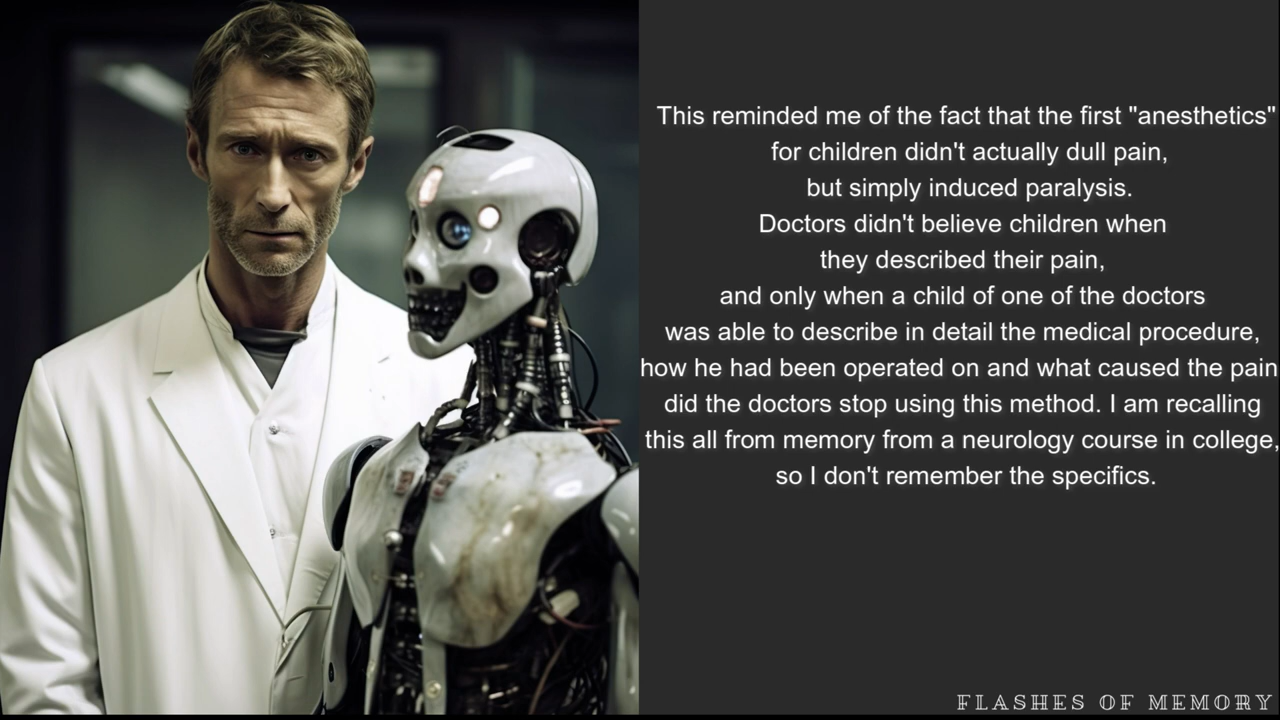 This reminded me of the fact that the first "anesthetics"
for children didn't actually dull pain,
but simply induced paralysis.
Doctors didn't believe children when
they described their pain,
and only when a child of one of the doctors
was able to describe in detail the medical procedure,
how he had been operated on and what caused the pain
did the doctors stop using this method. I am recalling
this all from memory from a neurology course in college,
so I don't remember the specifics.
FLASHES OF MEMORY